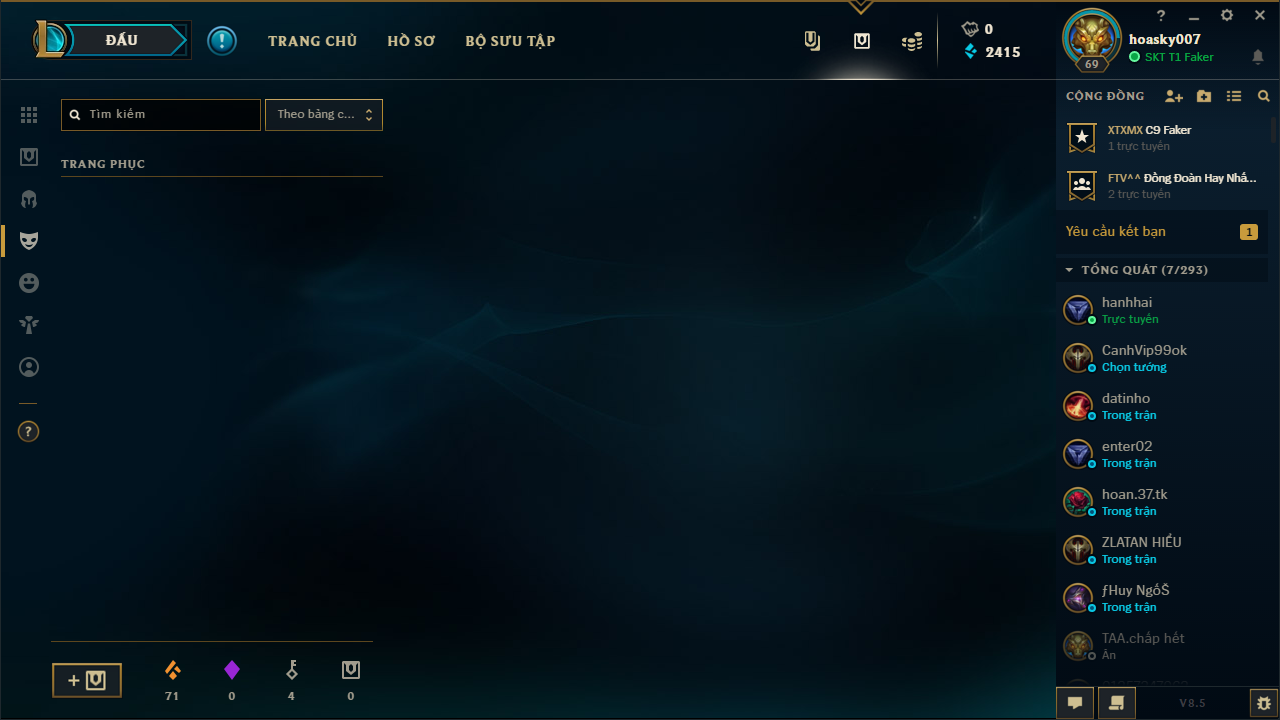 ĐẤU
TRANG CHỦ
HỒ SƠ
BỘ SƯU TẬP
0
2415
69
hoasky007
SKT T1 Faker
CỘNG ĐỒNG
Tìm kiếm
Theo bảng c...
TRANG PHỤC
XTXMX C9 Faker
1 trực tuyến
FTV^^ Đồng Đoàn Hay Nhấ...
2 trực tuyến
Yêu cầu kết bạn
1
TỔNG QUÁT (7/293)
hanhhai
Trực tuyến
CanhVip99ok
Chọn tướng
datinho
Trong trận
enter02
Trong trận
hoan.37.tk
Trong trận
ZLATAN HIẾU
Trong trận
ƒHuy NgốŠ
Trong trận
TAA.chấp hết
Ẩn
71
0
4
0
V8.5